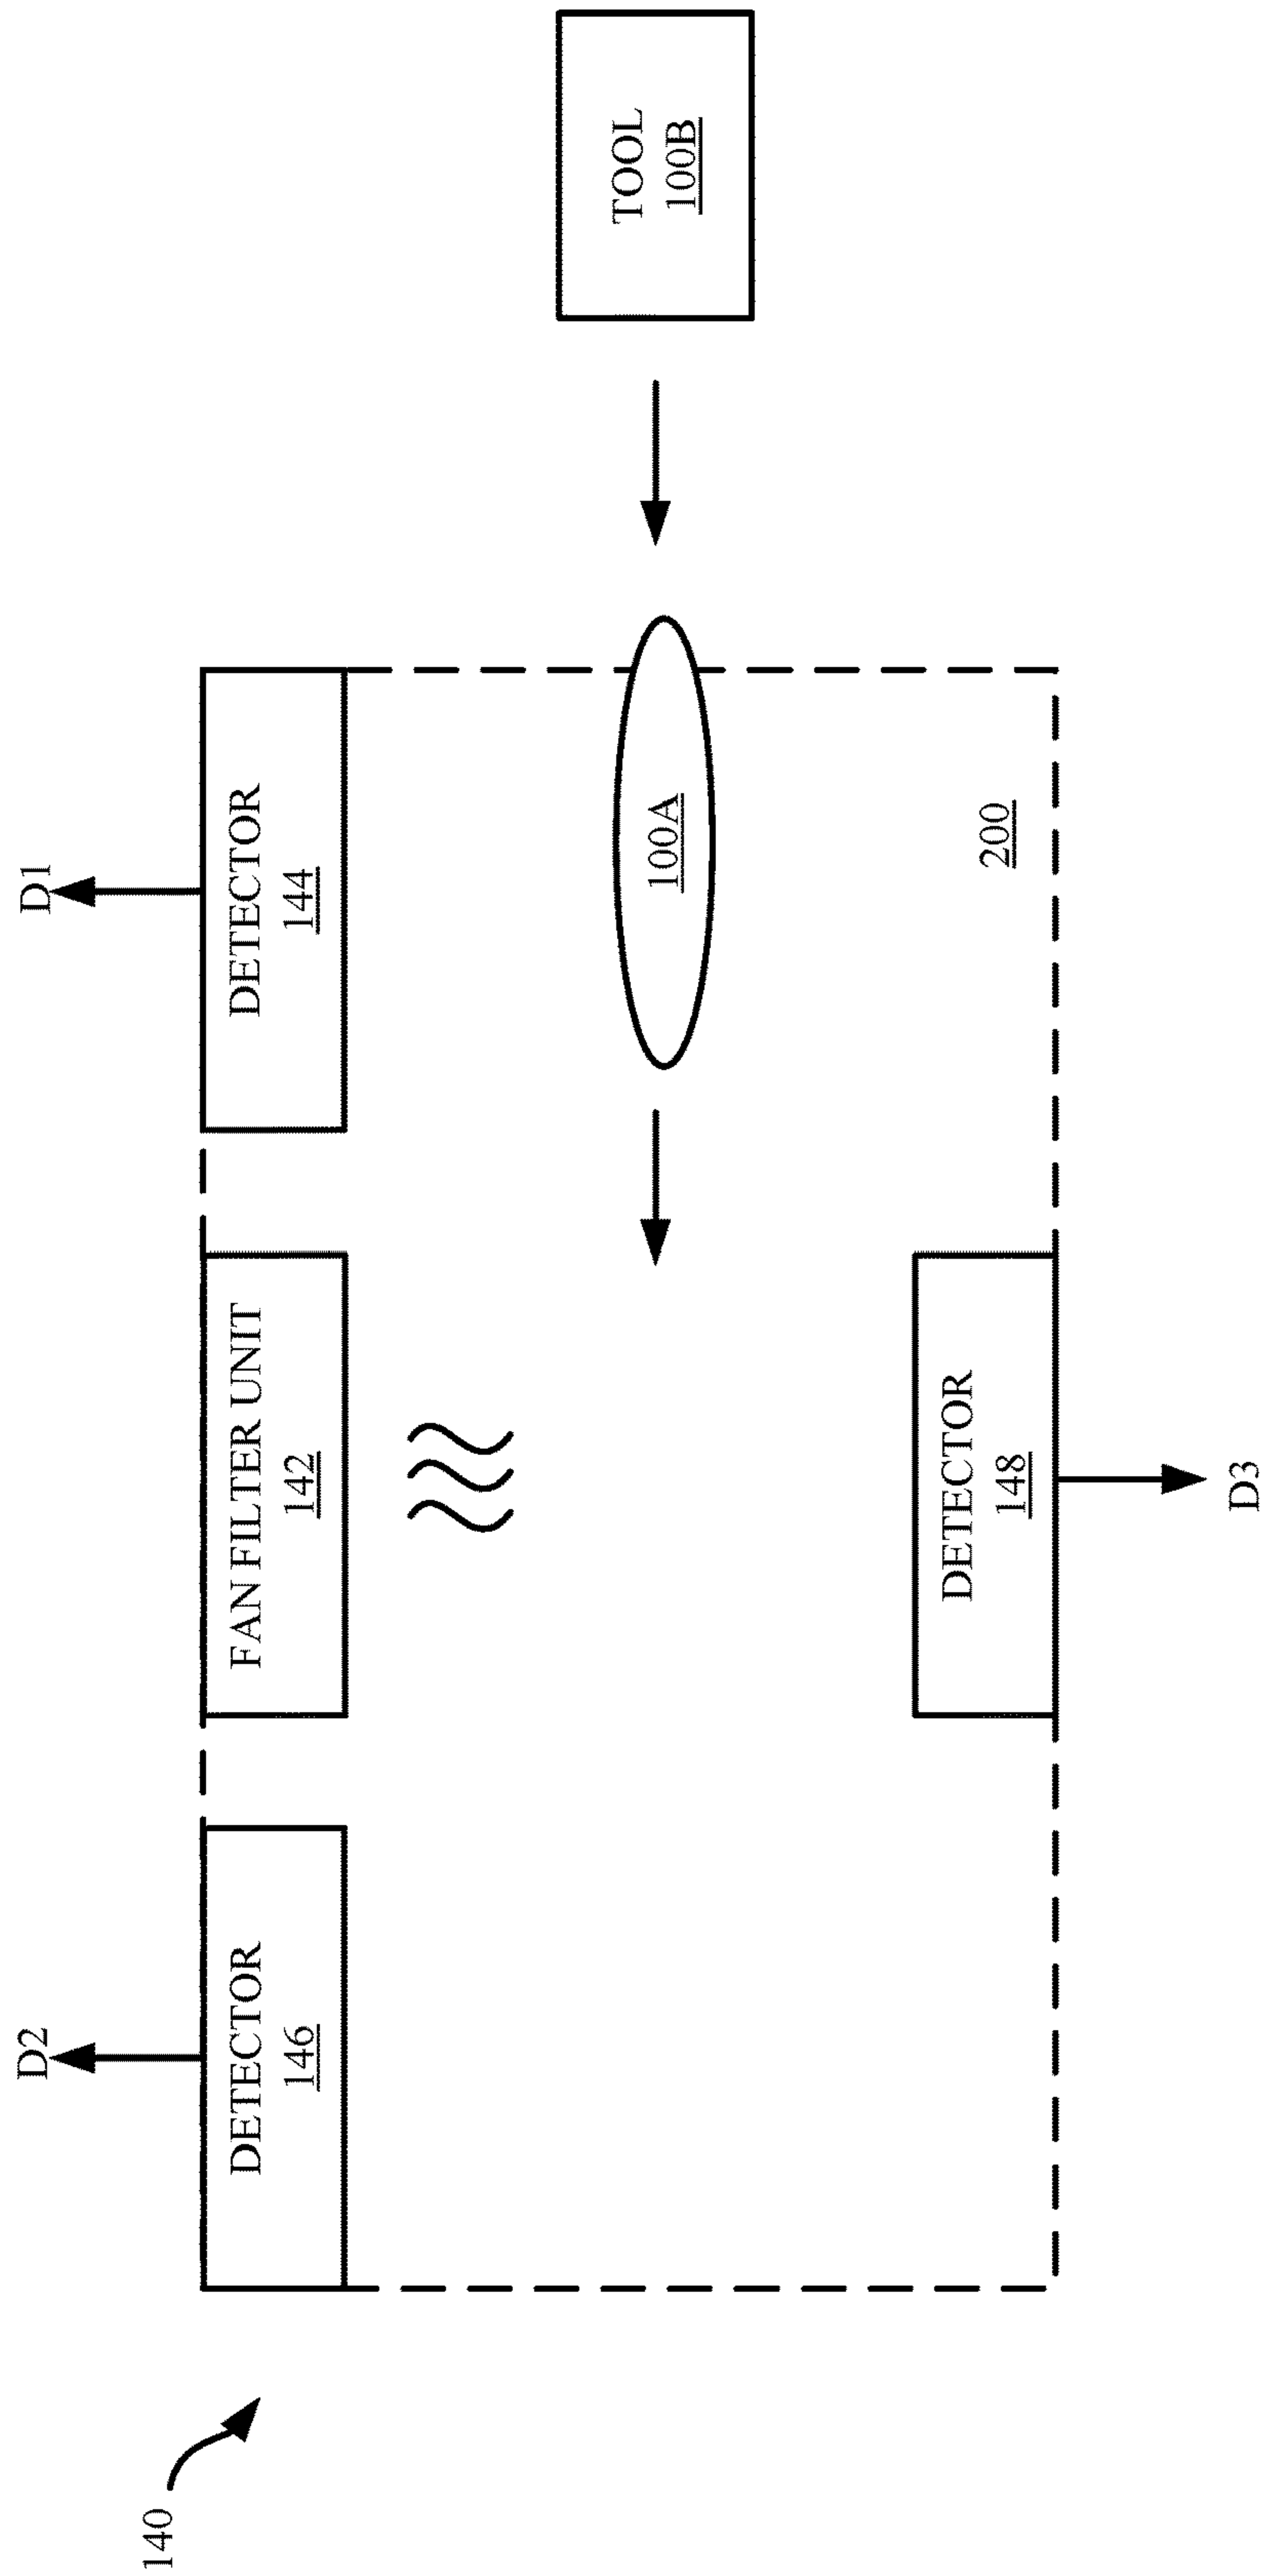 D2
D1
140
DETECTOR
146
FAN FILTER UNIT
142
DETECTOR
144
TOOL
100B
100A
200
DETECTOR
148
D3